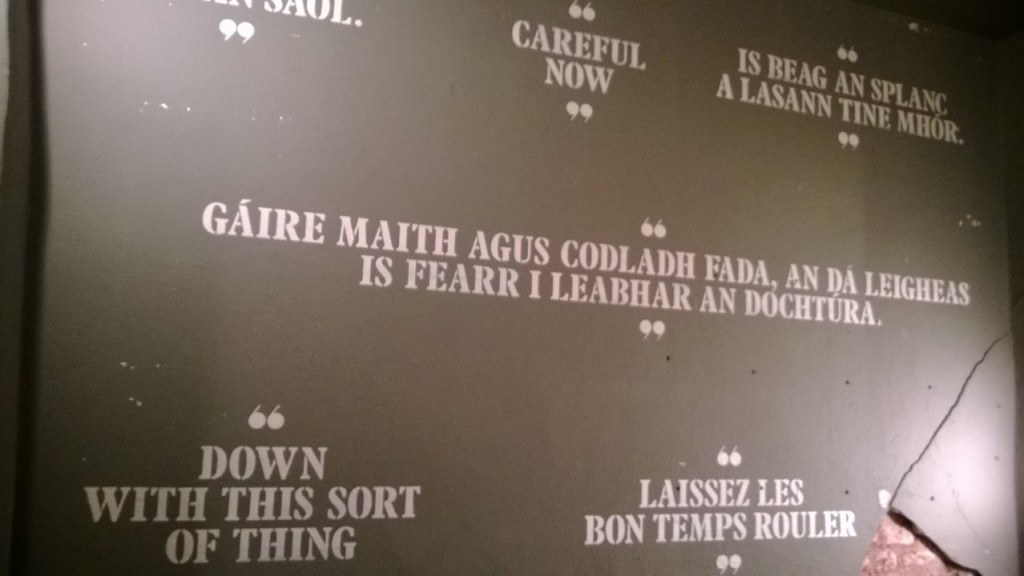 SAOL.
”
“
CAREFUL
NOW
”
“
IS BEAG AN SPLANC
A LASANN TINE MHÓR.
”
“
GÁIRE MAITH AGUS CODLADH FADA, AN DÁ LEIGHEAS
IS FEARR I LEABHAR AN DOCHTÚRA.
”
“
DOWN
WITH THIS SORT
OF THING
“
LAISSEZ LES
BON TEMPS ROULER
”